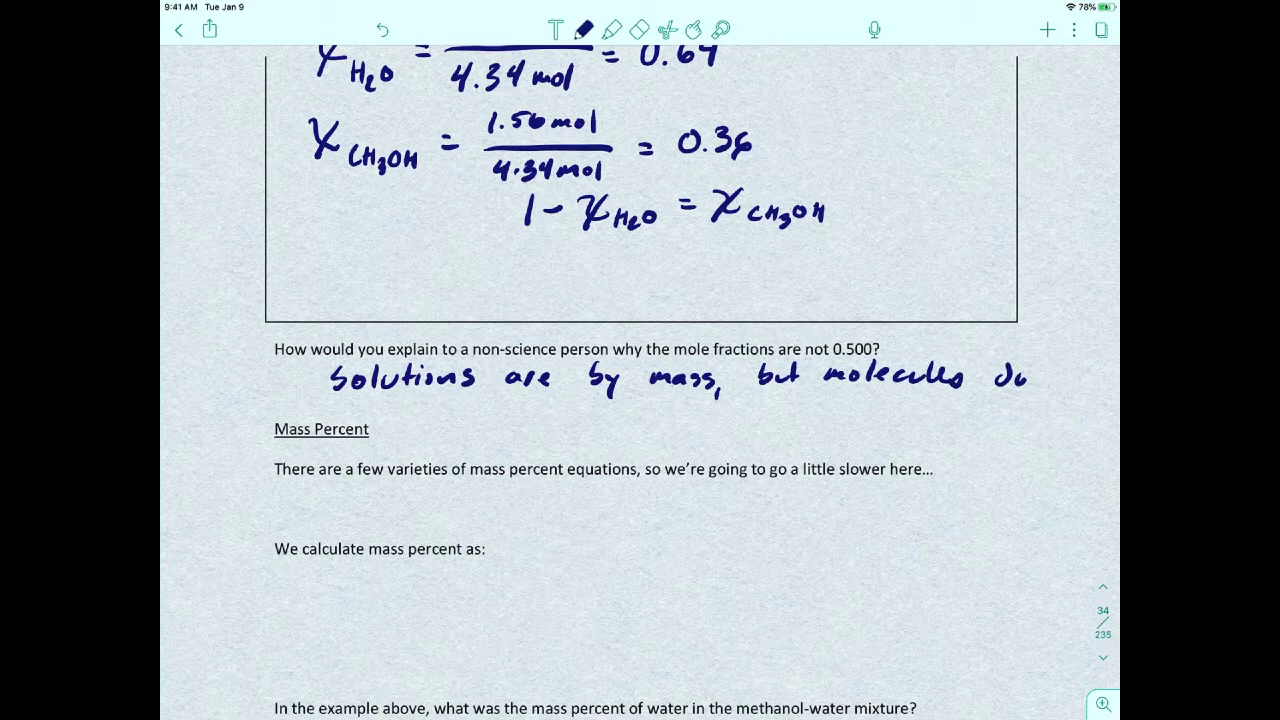 9:41 AM Tue Jan 9
78%
χ H₂O = 4.34 mol = 0.64
χ CH₃OH = 1.56 mol / 4.34 mol = 0.36
1 - χ H₂O = χ CH₃OH
How would you explain to a non-science person why the mole fractions are not 0.500?
Solutions are by mass, but molecules do
Mass Percent
There are a few varieties of mass percent equations, so we're going to go a little slower here…
We calculate mass percent as:
34
/
235
In the example above, what was the mass percent of water in the methanol-water mixture?